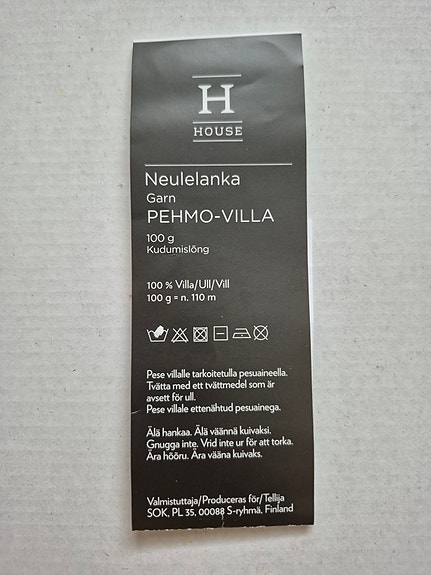 H
HOUSE
Neulelanka
Garn
PEHMO-VILLA
100 g
Kudumislõng
100 % Villa/Ull/Vill
100 g = n. 110 m
Pese villalle tarkoitetulla pesuaineella.
Tvätta med ett tvättmedel som är
avsett för ull.
Pese villale ettenähtud pesuainega.
Älä hankaa. Älä väännä kuivaksi.
Gnugga inte. Vrid inte ur för att torka.
Ära hõõru. Ära vääna kuivaks.
Valmistuttaja/Produceras för/Tellija
SOK, PL 35, 00088 S-ryhmä, Finland